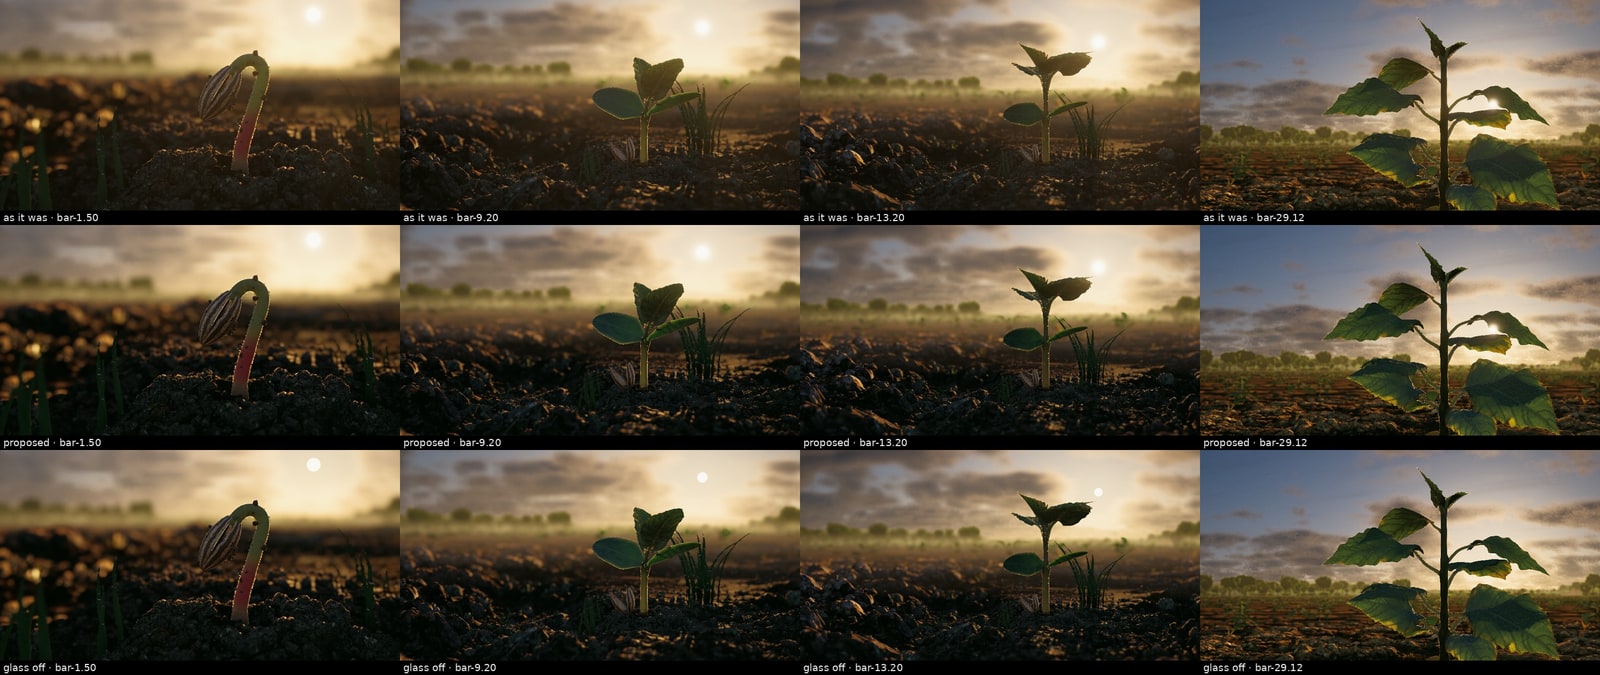 as it was · bar-1.50
as it was · bar-9.20
as it was · bar-13.20
as it was · bar-29.12
proposed · bar-1.50
proposed · bar-9.20
proposed · bar-13.20
proposed · bar-29.12
glass off · bar-1.50
glass off · bar-9.20
glass off · bar-13.20
glass off · bar-29.12